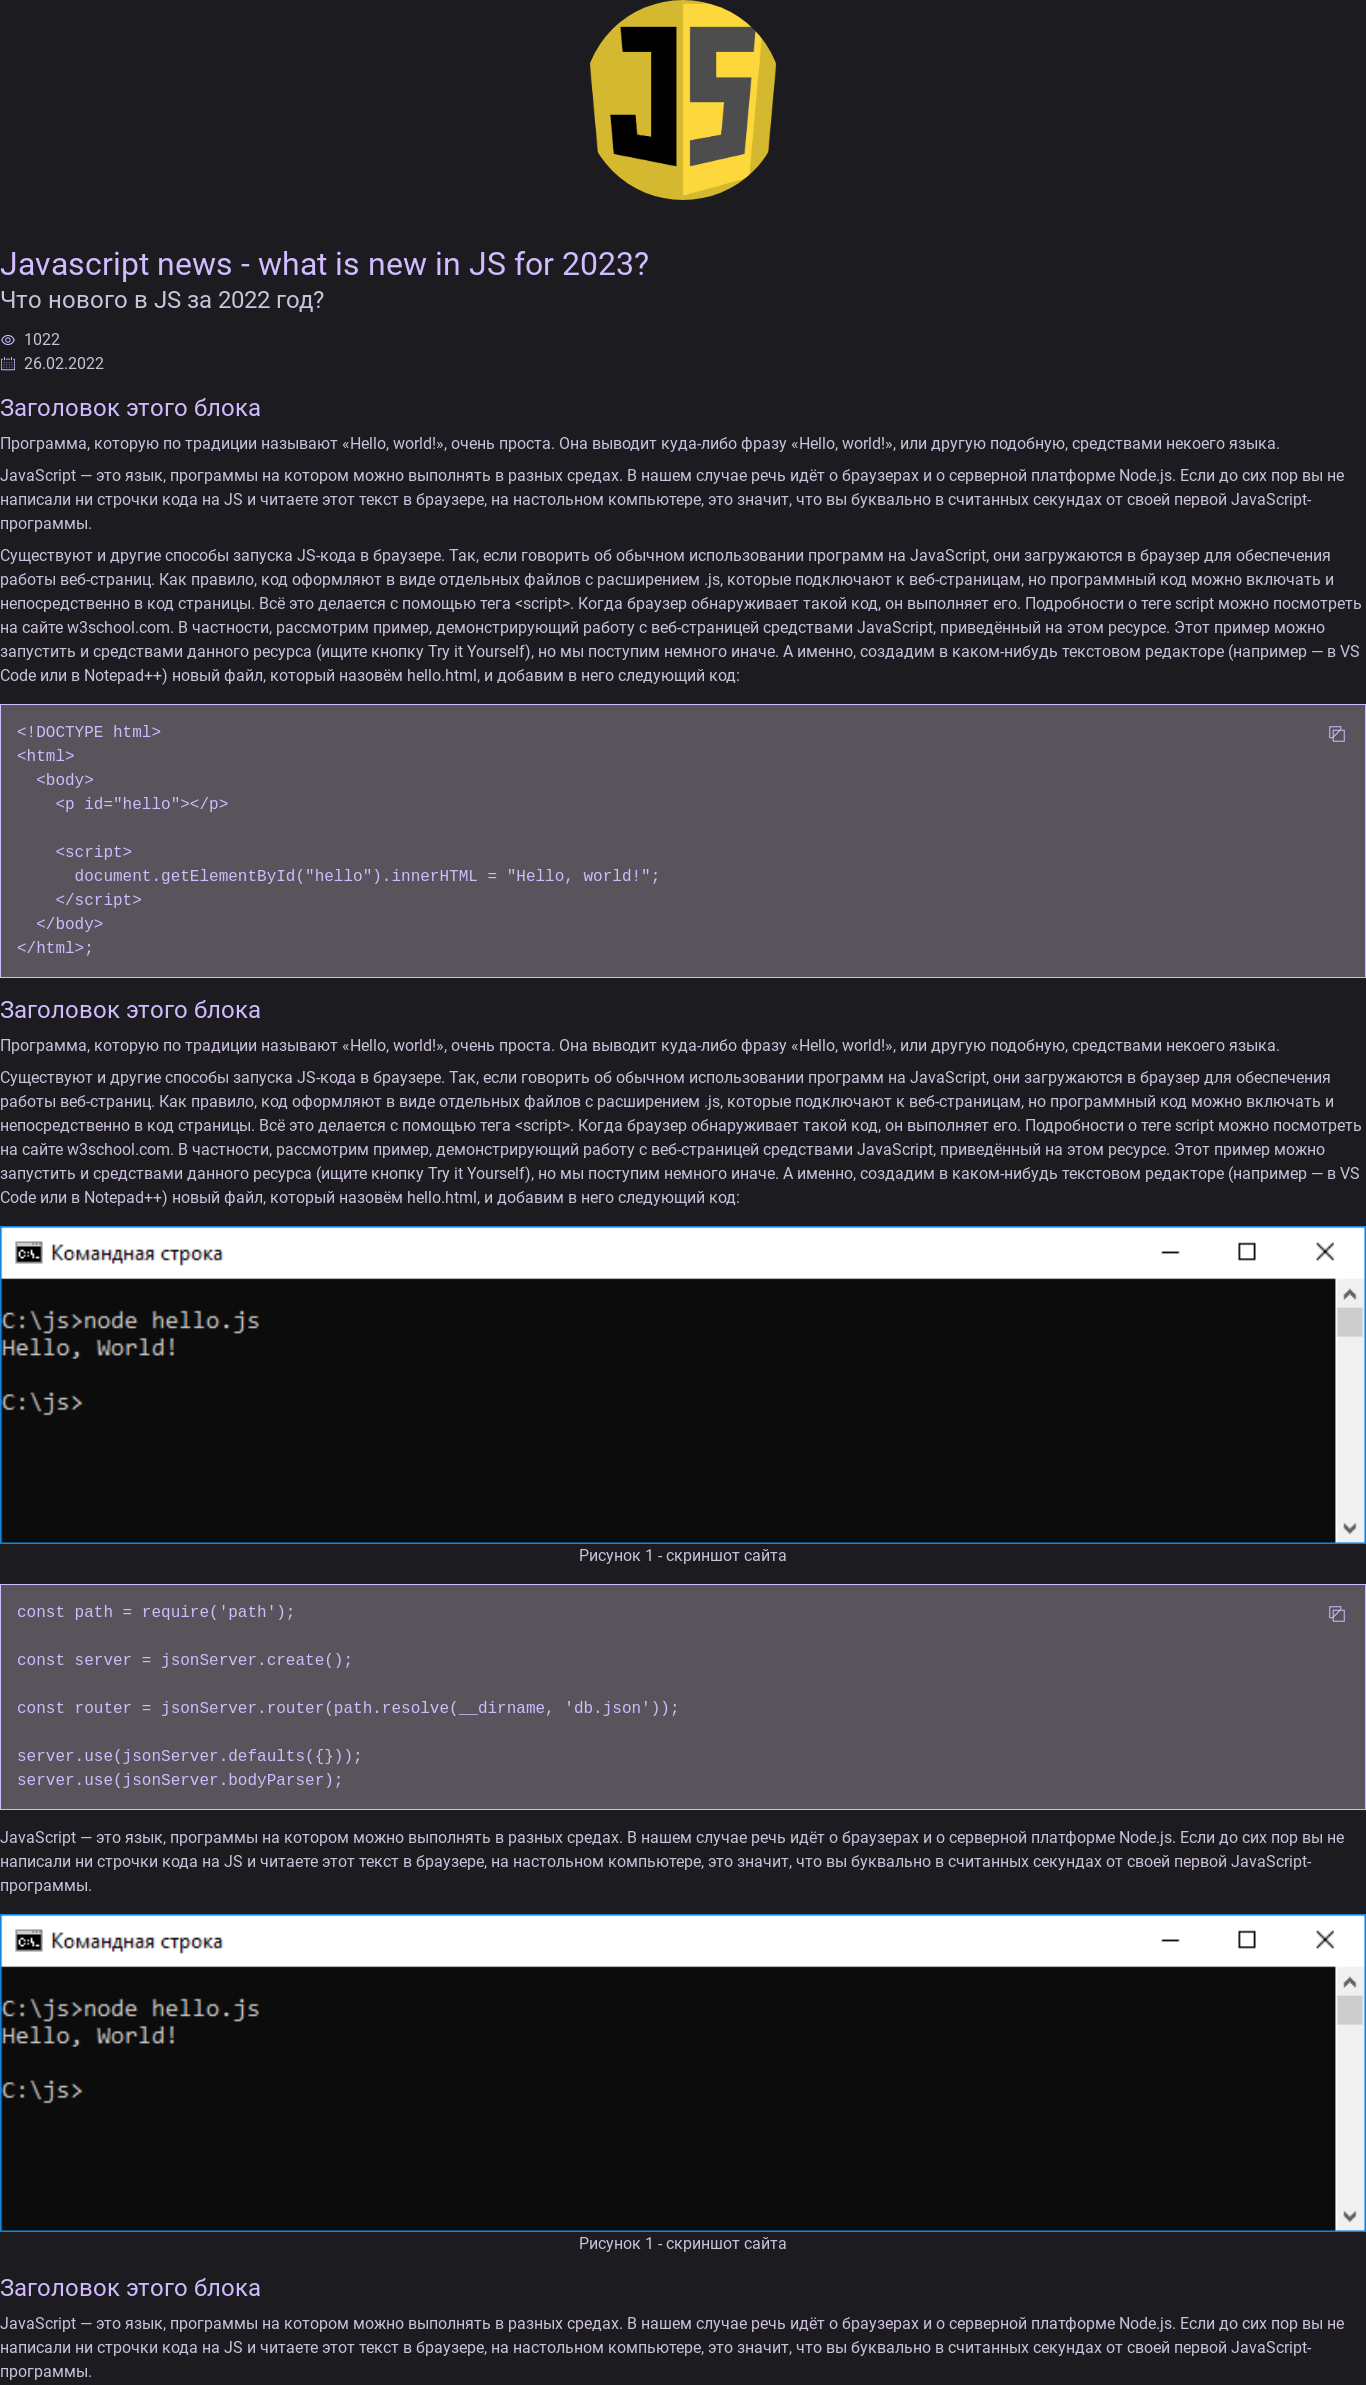 JS
Javascript news - what is new in JS for 2023?
Что нового в JS за 2022 год?
1022
26.02.2022
Заголовок этого блока
Программа, которую по традиции называют «Hello, world!», очень проста. Она выводит куда-либо фразу «Hello, world!», или другую подобную, средствами некоего языка.
JavaScript — это язык, программы на котором можно выполнять в разных средах. В нашем случае речь идёт о браузерах и о серверной платформе Node.js. Если до сих пор вы не
написали ни строчки кода на JS и читаете этот текст в браузере, на настольном компьютере, это значит, что вы буквально в считанных секундах от своей первой JavaScript-
программы.
Существуют и другие способы запуска JS-кода в браузере. Так, если говорить об обычном использовании программ на JavaScript, они загружаются в браузер для обеспечения
работы веб-страниц. Как правило, код оформляют в виде отдельных файлов с расширением .js, которые подключают к веб-страницам, но программный код можно включать и
непосредственно в код страницы. Всё это делается с помощью тега <script>. Когда браузер обнаруживает такой код, он выполняет его. Подробности о теге script можно посмотреть
на сайте w3school.com. В частности, рассмотрим пример, демонстрирующий работу с веб-страницей средствами JavaScript, приведённый на этом ресурсе. Этот пример можно
запустить и средствами данного ресурса (ищите кнопку Try it Yourself), но мы поступим немного иначе. А именно, создадим в каком-нибудь текстовом редакторе (например — в VS
Code или в Notepad++) новый файл, который назовём hello.html, и добавим в него следующий код:
<!DOCTYPE html>
<html>
  <body>
    <p id="hello"></p>

    <script>
      document.getElementById("hello").innerHTML = "Hello, world!";
    </script>
  </body>
</html>;
Заголовок этого блока
Программа, которую по традиции называют «Hello, world!», очень проста. Она выводит куда-либо фразу «Hello, world!», или другую подобную, средствами некоего языка.
Существуют и другие способы запуска JS-кода в браузере. Так, если говорить об обычном использовании программ на JavaScript, они загружаются в браузер для обеспечения
работы веб-страниц. Как правило, код оформляют в виде отдельных файлов с расширением .js, которые подключают к веб-страницам, но программный код можно включать и
непосредственно в код страницы. Всё это делается с помощью тега <script>. Когда браузер обнаруживает такой код, он выполняет его. Подробности о теге script можно посмотреть
на сайте w3school.com. В частности, рассмотрим пример, демонстрирующий работу с веб-страницей средствами JavaScript, приведённый на этом ресурсе. Этот пример можно
запустить и средствами данного ресурса (ищите кнопку Try it Yourself), но мы поступим немного иначе. А именно, создадим в каком-нибудь текстовом редакторе (например — в VS
Code или в Notepad++) новый файл, который назовём hello.html, и добавим в него следующий код:
C:\. Командная строка
C:\js>node hello.js
Hello, World!
C:\js>
Рисунок 1 - скриншот сайта
const path = require('path');

const server = jsonServer.create();

const router = jsonServer.router(path.resolve(__dirname, 'db.json'));

server.use(jsonServer.defaults({}));
server.use(jsonServer.bodyParser);
JavaScript — это язык, программы на котором можно выполнять в разных средах. В нашем случае речь идёт о браузерах и о серверной платформе Node.js. Если до сих пор вы не
написали ни строчки кода на JS и читаете этот текст в браузере, на настольном компьютере, это значит, что вы буквально в считанных секундах от своей первой JavaScript-
программы.
C:\. Командная строка
C:\js>node hello.js
Hello, World!
C:\js>
Рисунок 1 - скриншот сайта
Заголовок этого блока
JavaScript — это язык, программы на котором можно выполнять в разных средах. В нашем случае речь идёт о браузерах и о серверной платформе Node.js. Если до сих пор вы не
написали ни строчки кода на JS и читаете этот текст в браузере, на настольном компьютере, это значит, что вы буквально в считанных секундах от своей первой JavaScript-
программы.